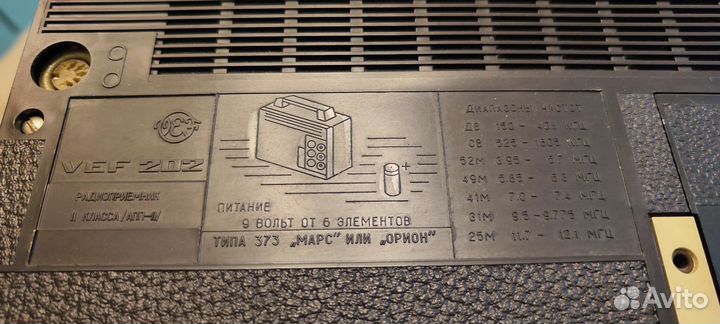 VEF 202
РАДИОПРИЕМНИК
II КЛАССА/АПП-II/
ПИТАНИЕ
9 ВОЛЬТ ОТ 6 ЭЛЕМЕНТОВ
ТИПА 373 „МАРС" ИЛИ „ОРИОН"
ДИАПАЗОНЫ ЧАСТОТ
ДВ 150 - 408 КГЦ
СВ 525 - 1605 КГЦ
52М 3.95 - 5.7 МГЦ
49М 5.85 - 6.3 МГЦ
41М 7.0 - 7.4 МГЦ
31М 9.5 - 9.775 МГЦ
25М 11.7 - 12.1 МГЦ
Avito